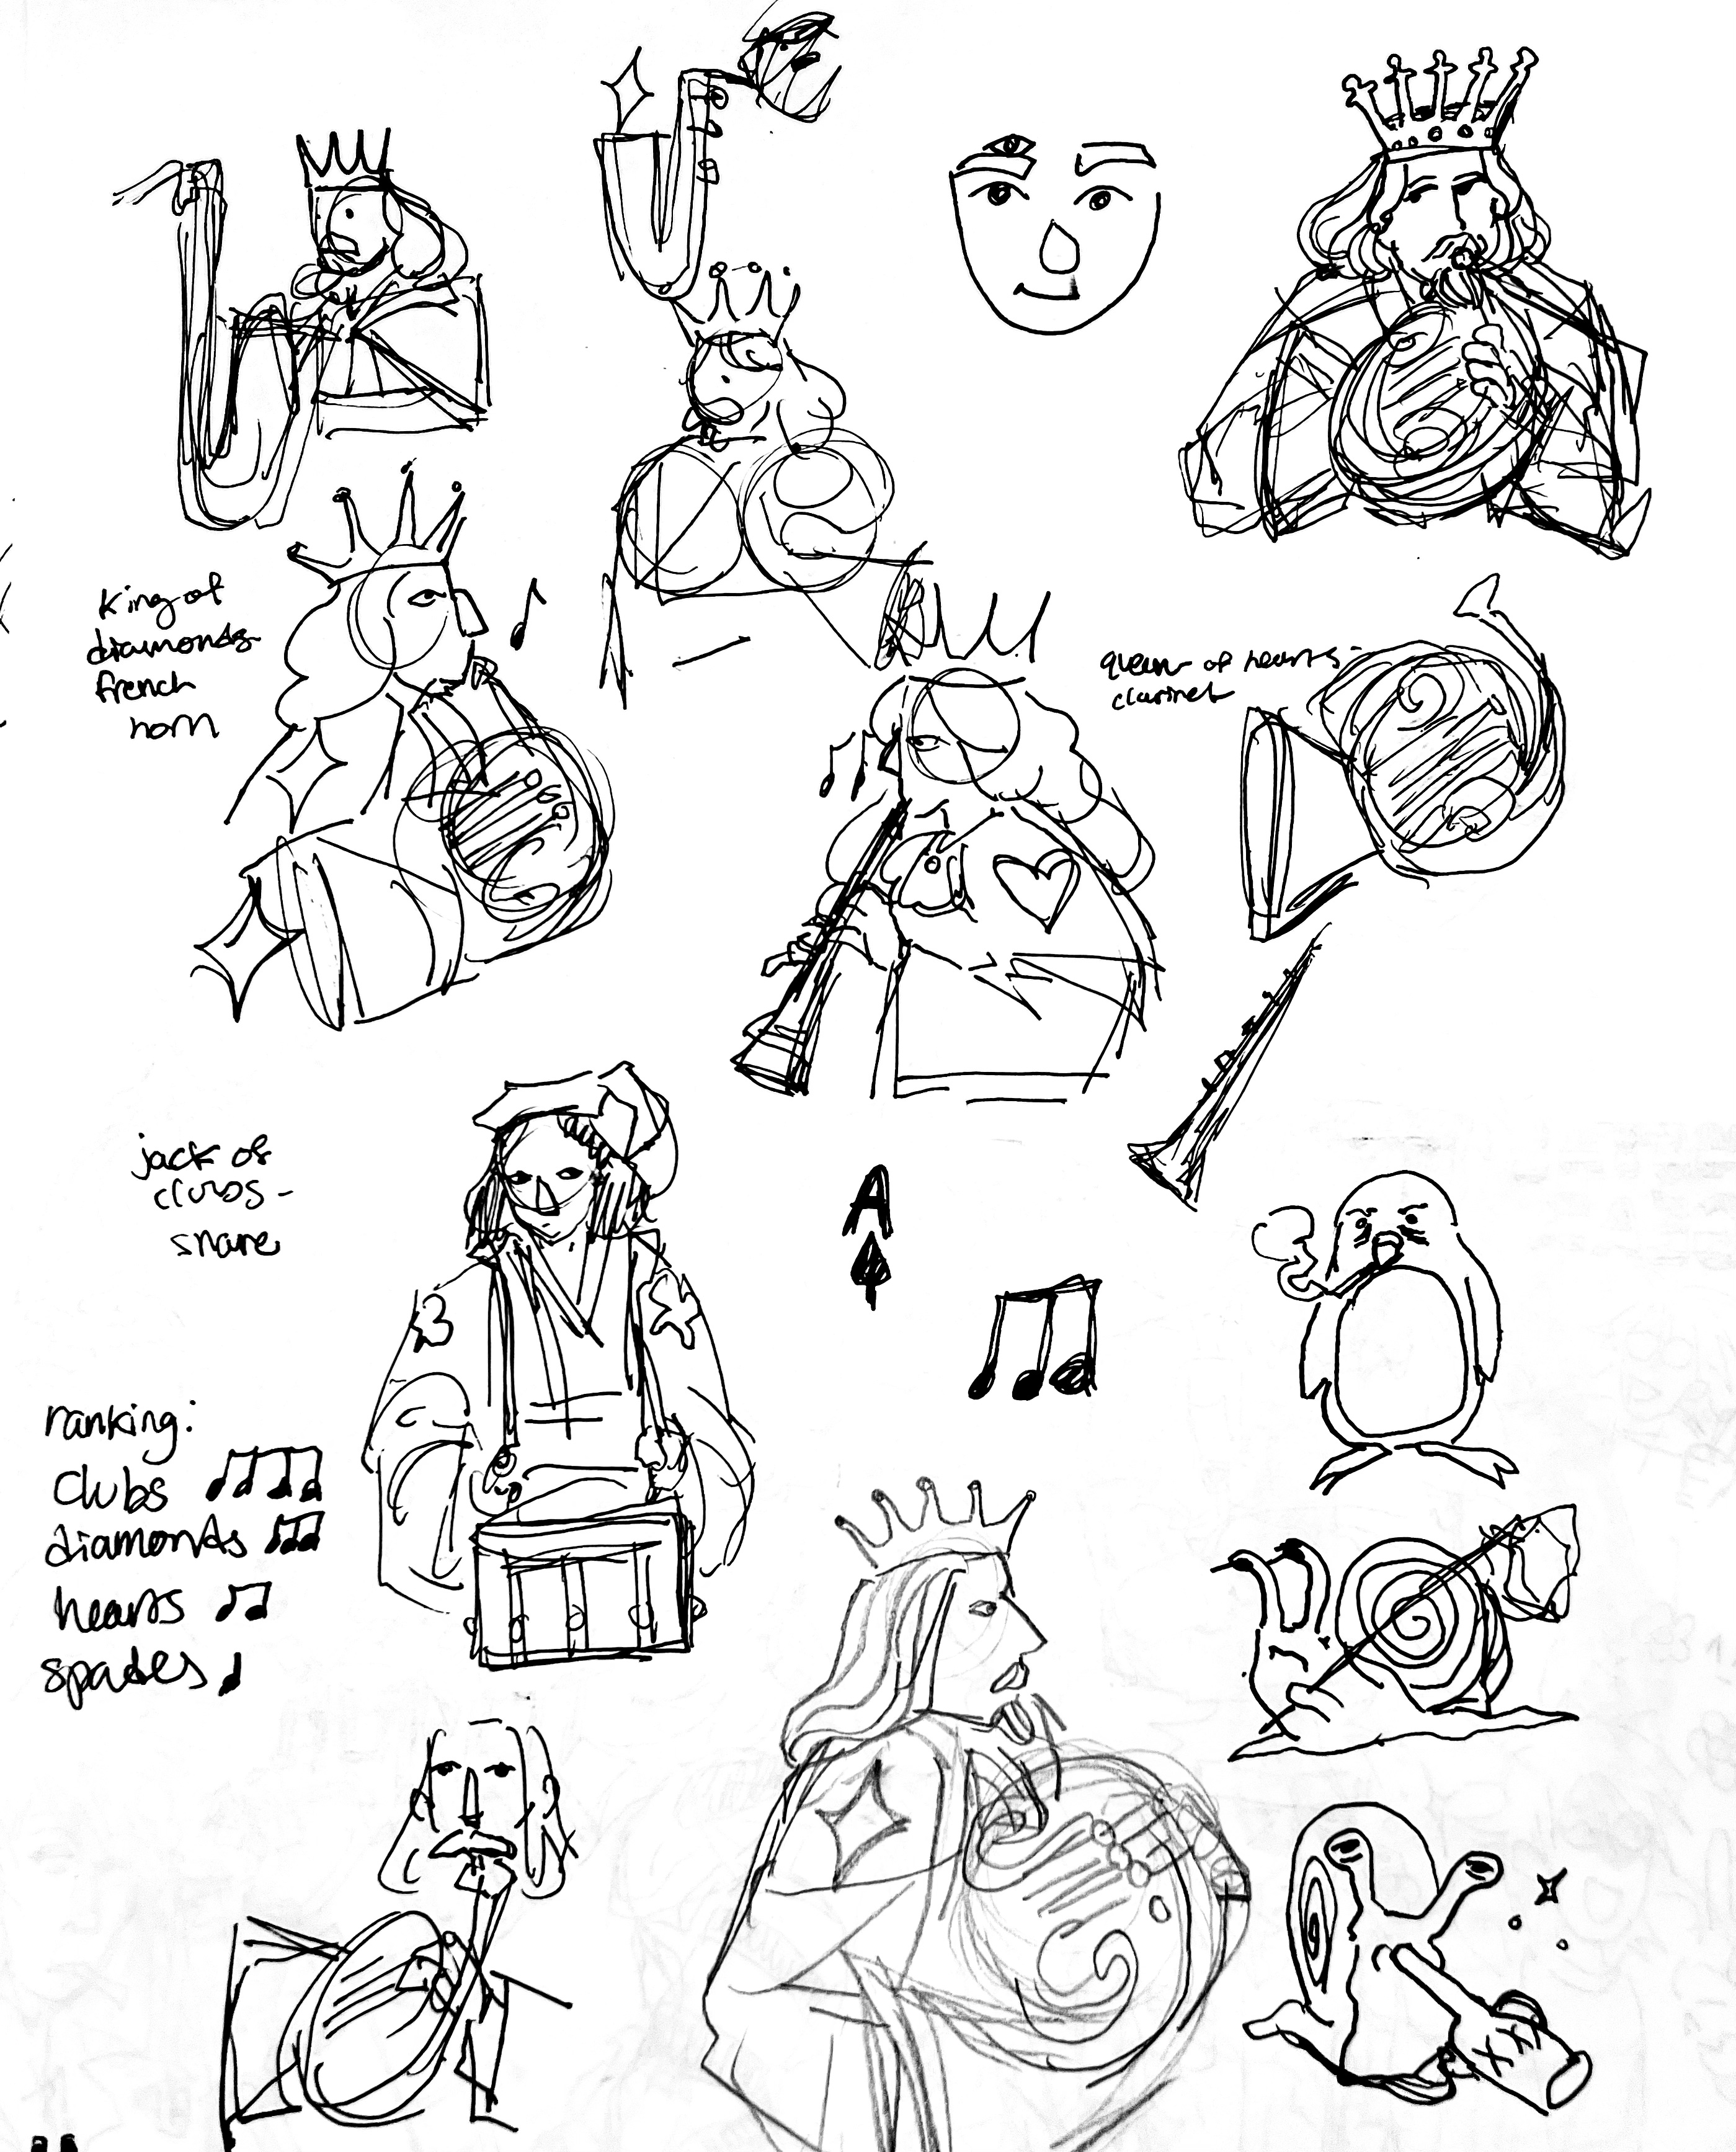 king of
diamonds-
french
horn
queen of hearts-
clarinet
jack of
clubs-
snare
A
ranking:
clubs
diamonds
hearts
spades